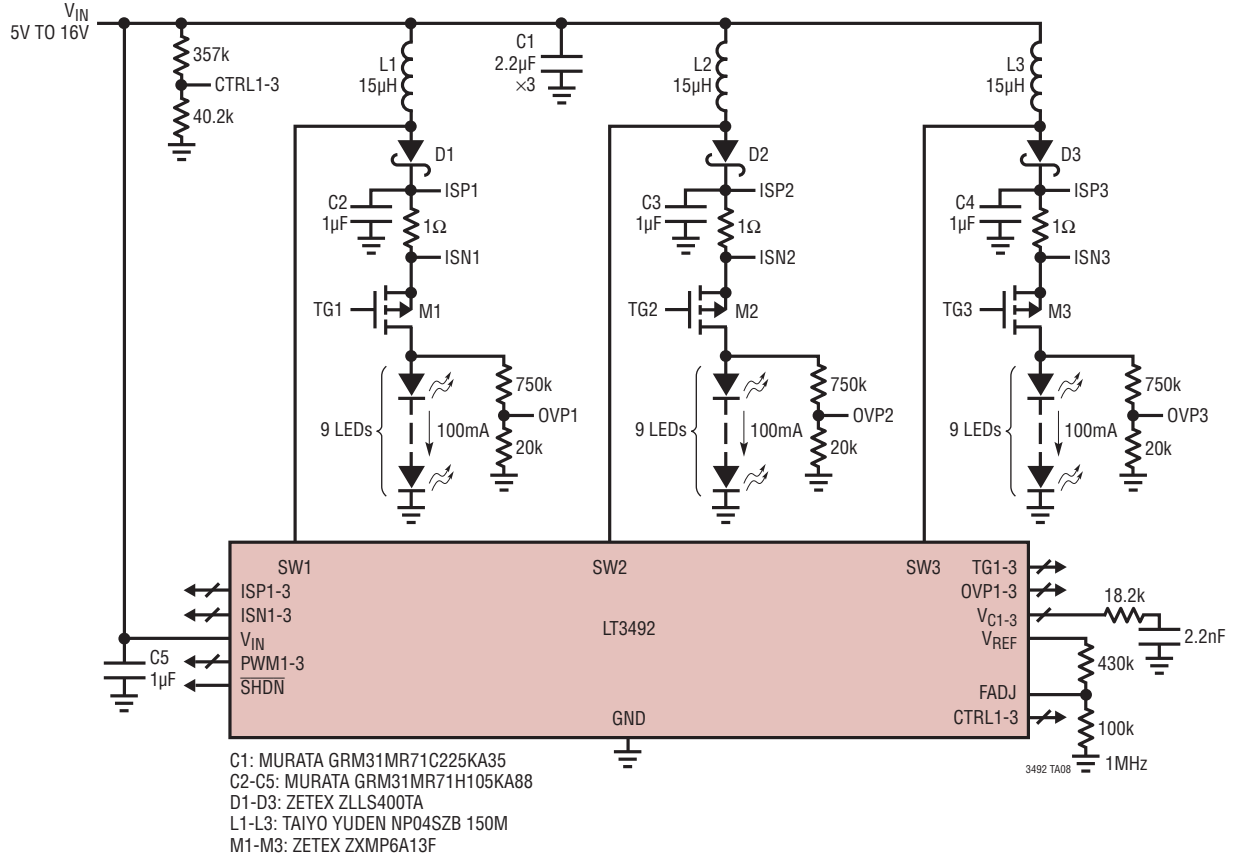 VIN
5V TO 16V
357k
CTRL1-3
40.2k
L1
15µH
C1
2.2µF
×3
L2
15µH
L3
15µH
D1
ISP1
C2
1µF
1Ω
ISN1
TG1
M1
9 LEDs
100mA
750k
OVP1
20k
D2
ISP2
C3
1µF
1Ω
ISN2
TG2
M2
9 LEDs
100mA
750k
OVP2
20k
D3
ISP3
C4
1µF
1Ω
ISN3
TG3
M3
9 LEDs
100mA
750k
OVP3
20k
SW1
SW2
SW3
ISP1-3
ISN1-3
VIN
PWM1-3
SHDN
C5
1µF
LT3492
GND
TG1-3
OVP1-3
VC1-3
VREF
FADJ
CTRL1-3
18.2k
2.2nF
430k
100k
1MHz
3492 TA08
C1: MURATA GRM31MR71C225KA35
C2-C5: MURATA GRM31MR71H105KA88
D1-D3: ZETEX ZLLS400TA
L1-L3: TAIYO YUDEN NP04SZB 150M
M1-M3: ZETEX ZXMP6A13F